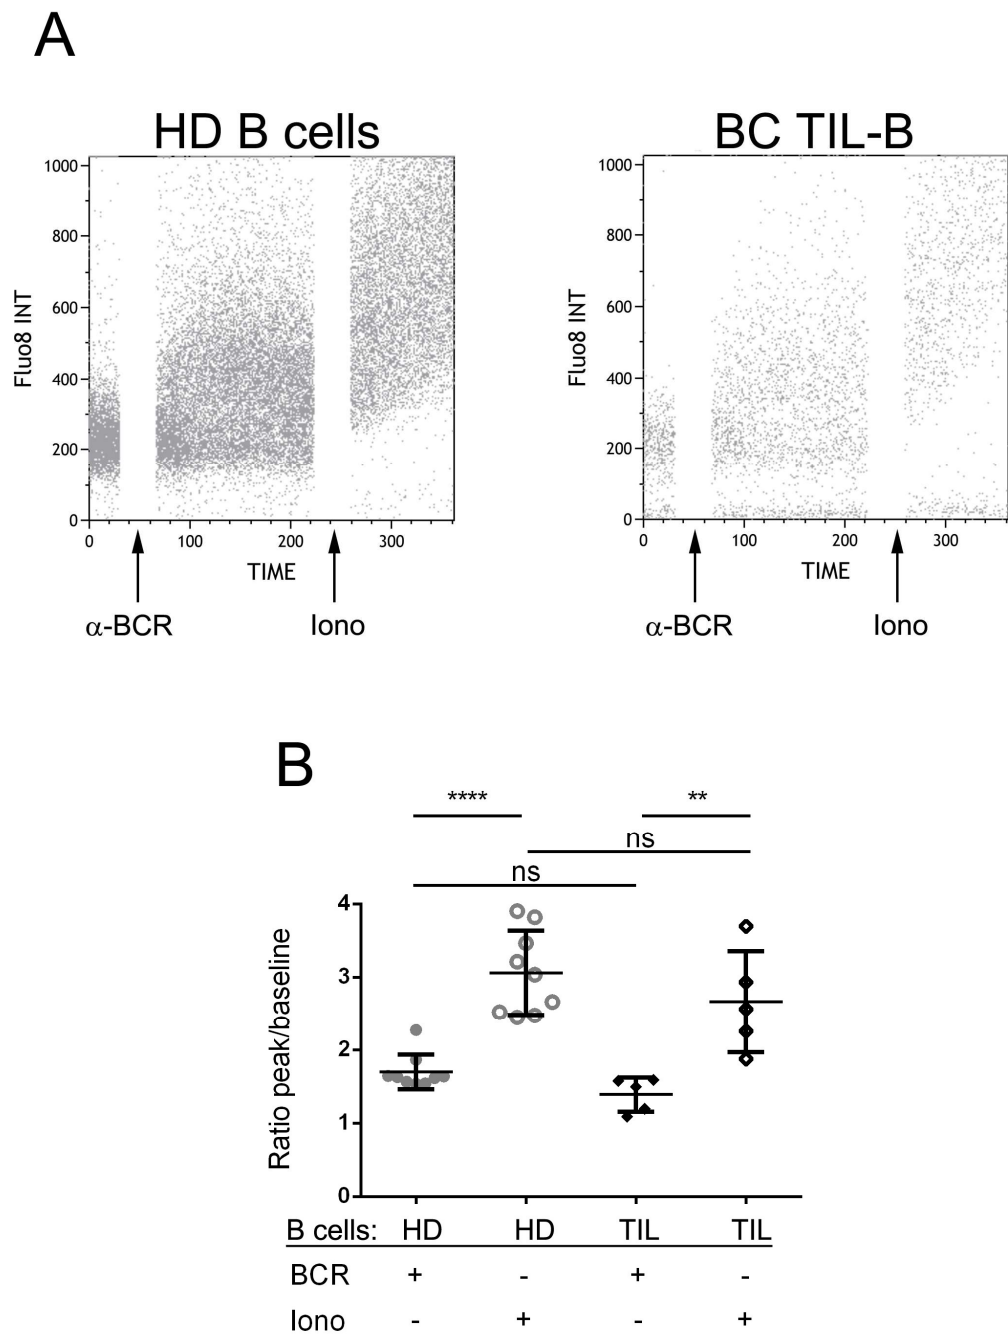 A
HD B cells
BC TIL-B
1000
800
600
400
200
0
Fluo8 INT
0 100 200 300
TIME
α-BCR
Iono
1000
800
600
400
200
0
Fluo8 INT
0 100 200 300
TIME
α-BCR
Iono
B
**** **
ns
ns
4
3
2
1
0
Ratio peak/baseline
B cells: HD HD TIL TIL
BCR + - + -
Iono - + - +